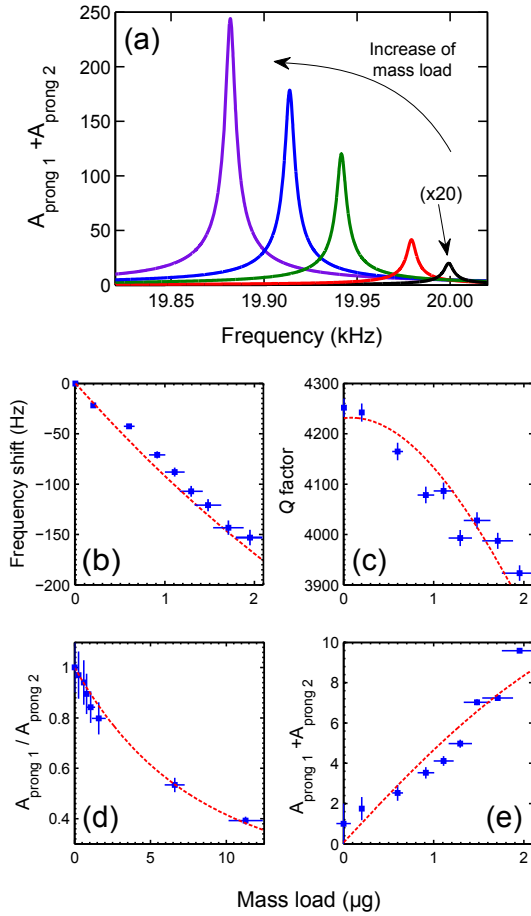 (a)
Increase of
mass load
(x20)
A prong 1 +A prong 2
250
200
150
100
50
0
19.85
19.90
19.95
20.00
Frequency (kHz)
(b)
Frequency shift (Hz)
0
−50
−100
−150
−200
0
1
2
(c)
Q factor
4300
4200
4100
4000
3900
0
1
2
(d)
A prong 1 / A prong 2
1
0.8
0.6
0.4
0
5
10
(e)
A prong 1 +A prong 2
10
8
6
4
2
0
0
1
2
Mass load (µg)